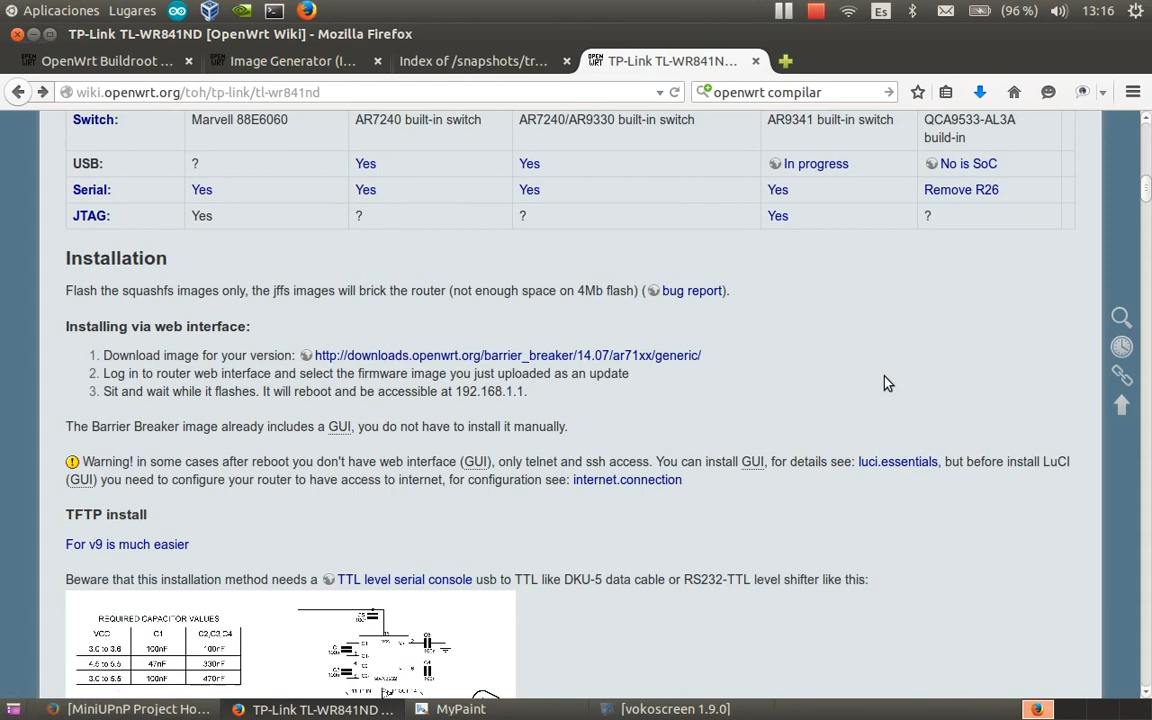 Aplicaciones Lugares Es (96 %) 13:16
TP-Link TL-WR841ND [OpenWrt Wiki] - Mozilla Firefox
OpenWrt Buildroot ... Image Generator (I... Index of /snapshots/tr... TP-Link TL-WR841N...
wiki.openwrt.org/toh/tp-link/tl-wr841nd openwrt compilar
Switch: Marvell 88E6060 AR7240 built-in switch AR7240/AR9330 built-in switch AR9341 built-in switch QCA9533-AL3A
build-in
USB: ? Yes Yes In progress No is SoC
Serial: Yes Yes Yes Yes Remove R26
JTAG: Yes ? ? Yes ?
Installation
Flash the squashfs images only, the jffs images will brick the router (not enough space on 4Mb flash) ( bug report).
Installing via web interface:
1. Download image for your version: http://downloads.openwrt.org/barrier_breaker/14.07/ar71xx/generic/
2. Log in to router web interface and select the firmware image you just uploaded as an update
3. Sit and wait while it flashes. It will reboot and be accessible at 192.168.1.1.
The Barrier Breaker image already includes a GUI, you do not have to install it manually.
Warning! in some cases after reboot you don't have web interface (GUI), only telnet and ssh access. You can install GUI, for details see: luci.essentials, but before install LuCI
(GUI) you need to configure your router to have access to internet, for configuration see: internet.connection
TFTP install
For v9 is much easier
Beware that this installation method needs a TTL level serial console usb to TTL like DKU-5 data cable or RS232-TTL level shifter like this:
REQUIRED CAPACITOR VALUES
VCC C1 C2,C3,C4
3.0 to 3.6 100nF 100nF
4.5 to 5.5 47nF 330nF
3.0 to 5.5 100nF 470nF
[MiniUPnP Project Ho... TP-Link TL-WR841ND ... MyPaint [vokoscreen 1.9.0]